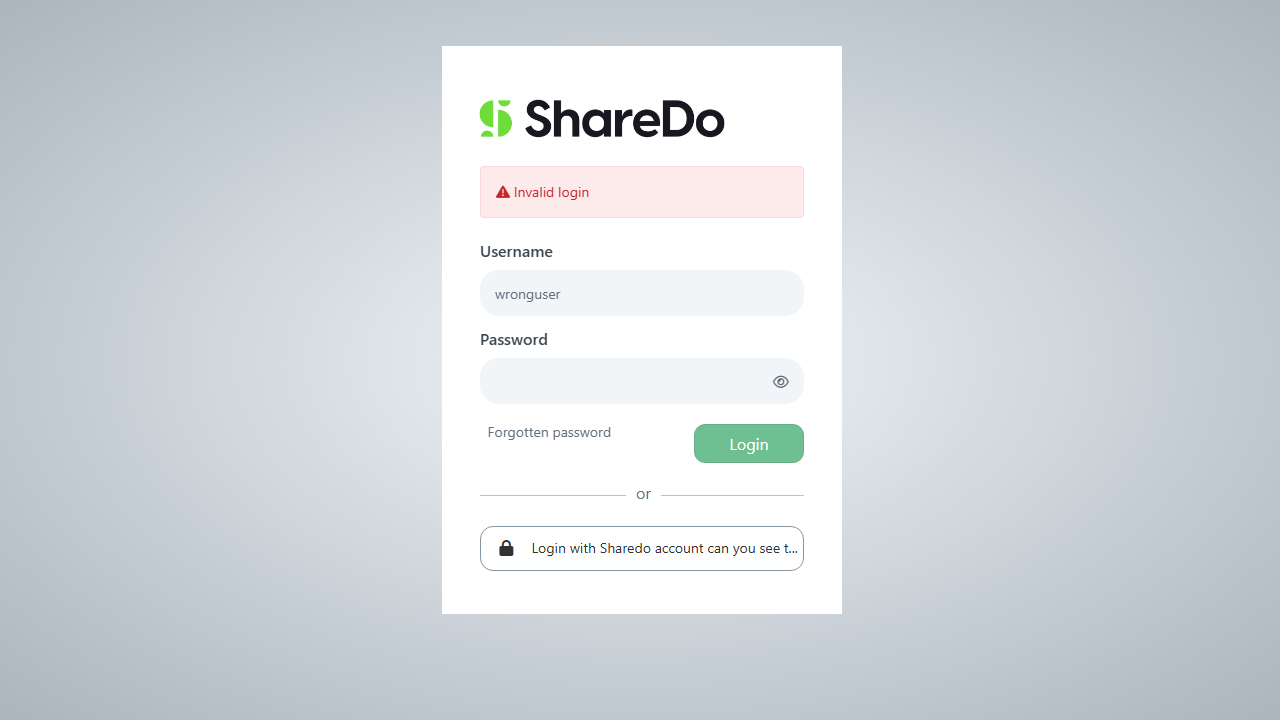 ShareDo
Invalid login
Username
wronguser
Password
Forgotten password
Login
or
Login with Sharedo account can you see t...